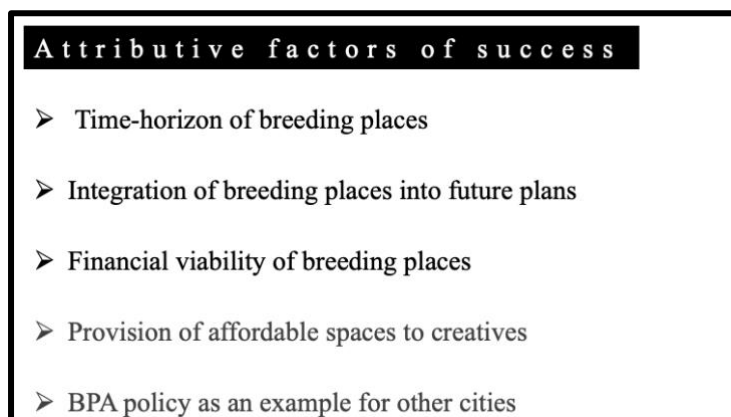 Attributive factors of success
➢ Time-horizon of breeding places
➢ Integration of breeding places into future plans
➢ Financial viability of breeding places
➢ Provision of affordable spaces to creatives
➢ BPA policy as an example for other cities